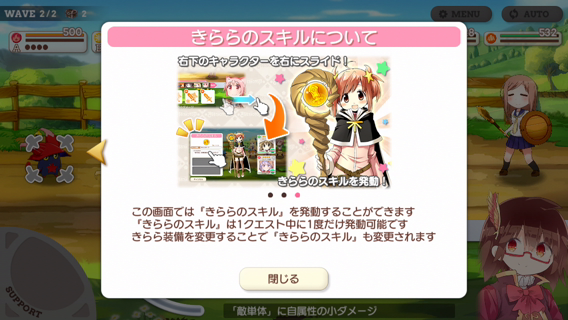 WAVE 2/2
2
MENU
AUTO
500
532
きららのスキルについて
右下のキャラクターを右にスライド！
きららのスキルを発動！
この画面では「きららのスキル」を発動することができます
「きららのスキル」は1クエスト中に1度だけ発動可能です
きらら装備を変更することで「きららのスキル」も変更されます
閉じる
SUPPORT
「敵単体」に自属性の小ダメージ